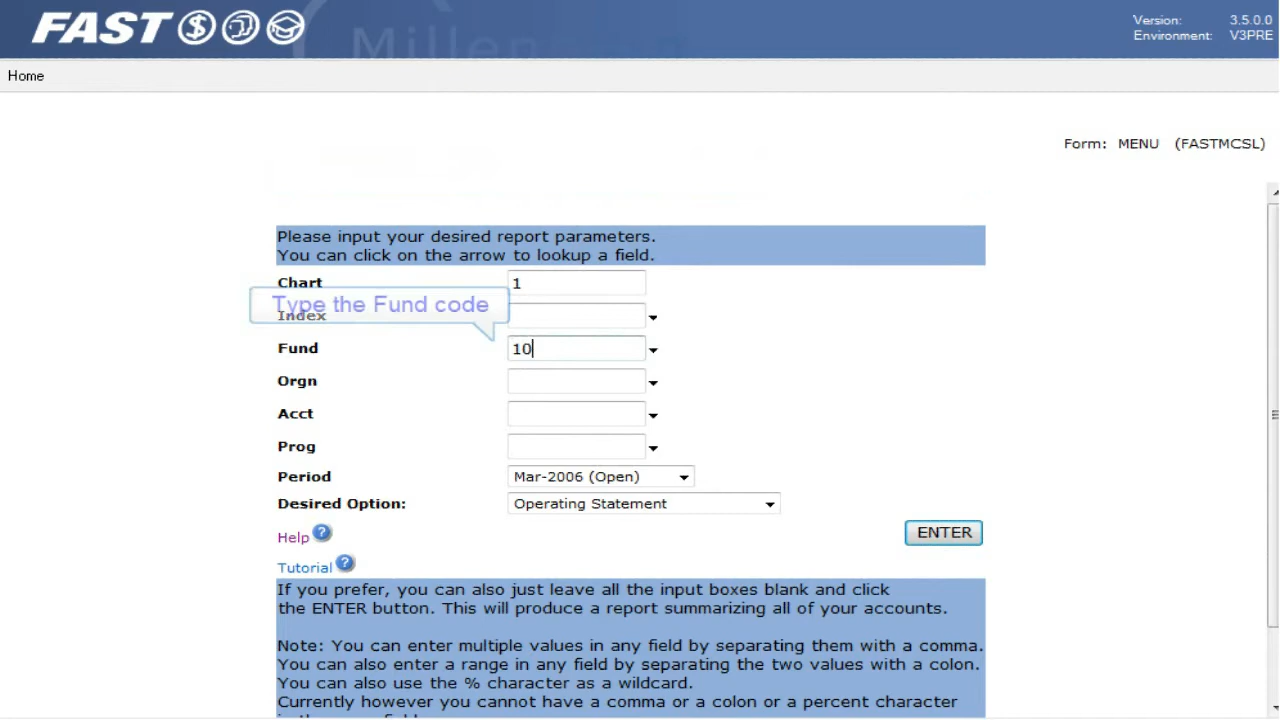 FAST
Millen
Version: 3.5.0.0
Environment: V3PRE
Home
Form: MENU (FASTMCSL)
Please input your desired report parameters.
You can click on the arrow to lookup a field.
Chart 1
Type the Fund code
Index
Fund 10
Orgn
Acct
Prog
Period Mar-2006 (Open)
Desired Option: Operating Statement
Help ?
ENTER
Tutorial ?
If you prefer, you can also just leave all the input boxes blank and click
the ENTER button. This will produce a report summarizing all of your accounts.
Note: You can enter multiple values in any field by separating them with a comma.
You can also enter a range in any field by separating the two values with a colon.
You can also use the % character as a wildcard.
Currently however you cannot have a comma or a colon or a percent character